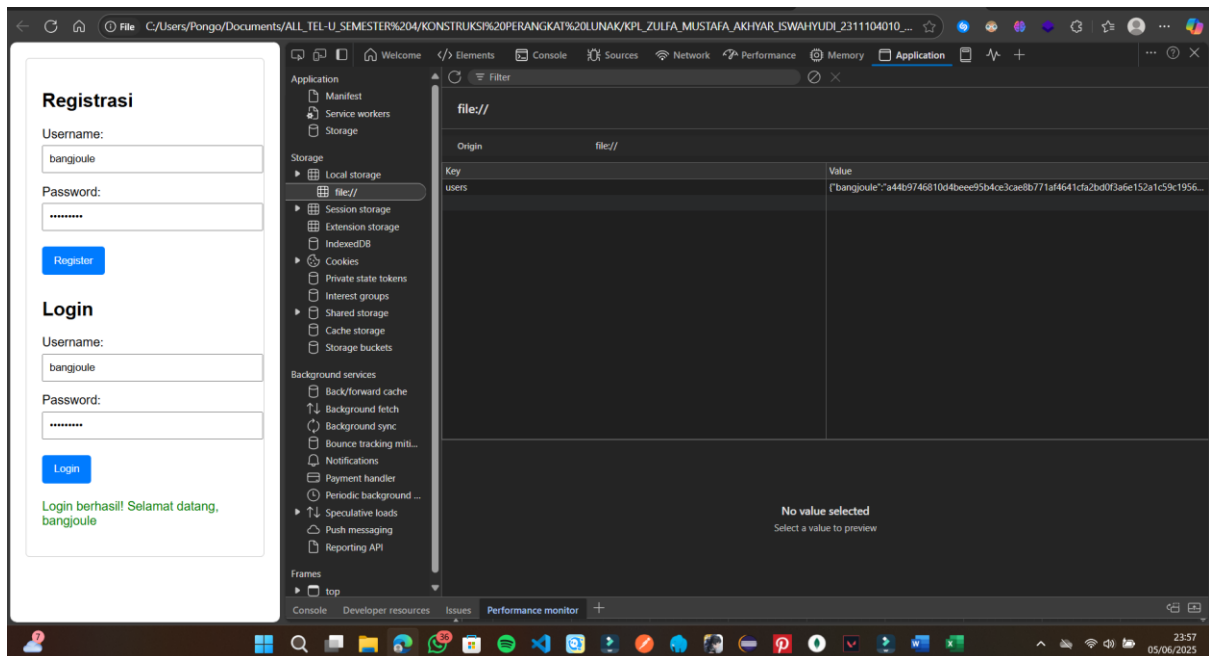 File C:/Users/Pongo/Documents/ALL_TEL-U_SEMESTER%204/KONSTRUKSI%20PERANGKAT%20LUNAK/KPL_ZULFA_MUSTAFA_AKHYAR_ISWAHYUDI_2311104010_...
Registrasi
Username:
bangjoule
Password:
•••••••••
Register
Login
Username:
bangjoule
Password:
•••••••••
Login
Login berhasil! Selamat datang,
bangjoule
Welcome Elements Console Sources Network Performance Memory Application
Application
Manifest
Service workers
Storage
Storage
Local storage
file://
Session storage
Extension storage
IndexedDB
Cookies
Private state tokens
Interest groups
Shared storage
Cache storage
Storage buckets
Background services
Back/forward cache
Background fetch
Background sync
Bounce tracking miti...
Notifications
Payment handler
Periodic background ...
Speculative loads
Push messaging
Reporting API
Frames
top
Filter
file://
Origin file://
Key Value
users {"bangjoule":"a44b9746810d4beee95b4ce3cae8b771af4641cfa2bd0f3a6e152a1c59c1956...
No value selected
Select a value to preview
Console Developer resources Issues Performance monitor
7
36
23:57
05/06/2025